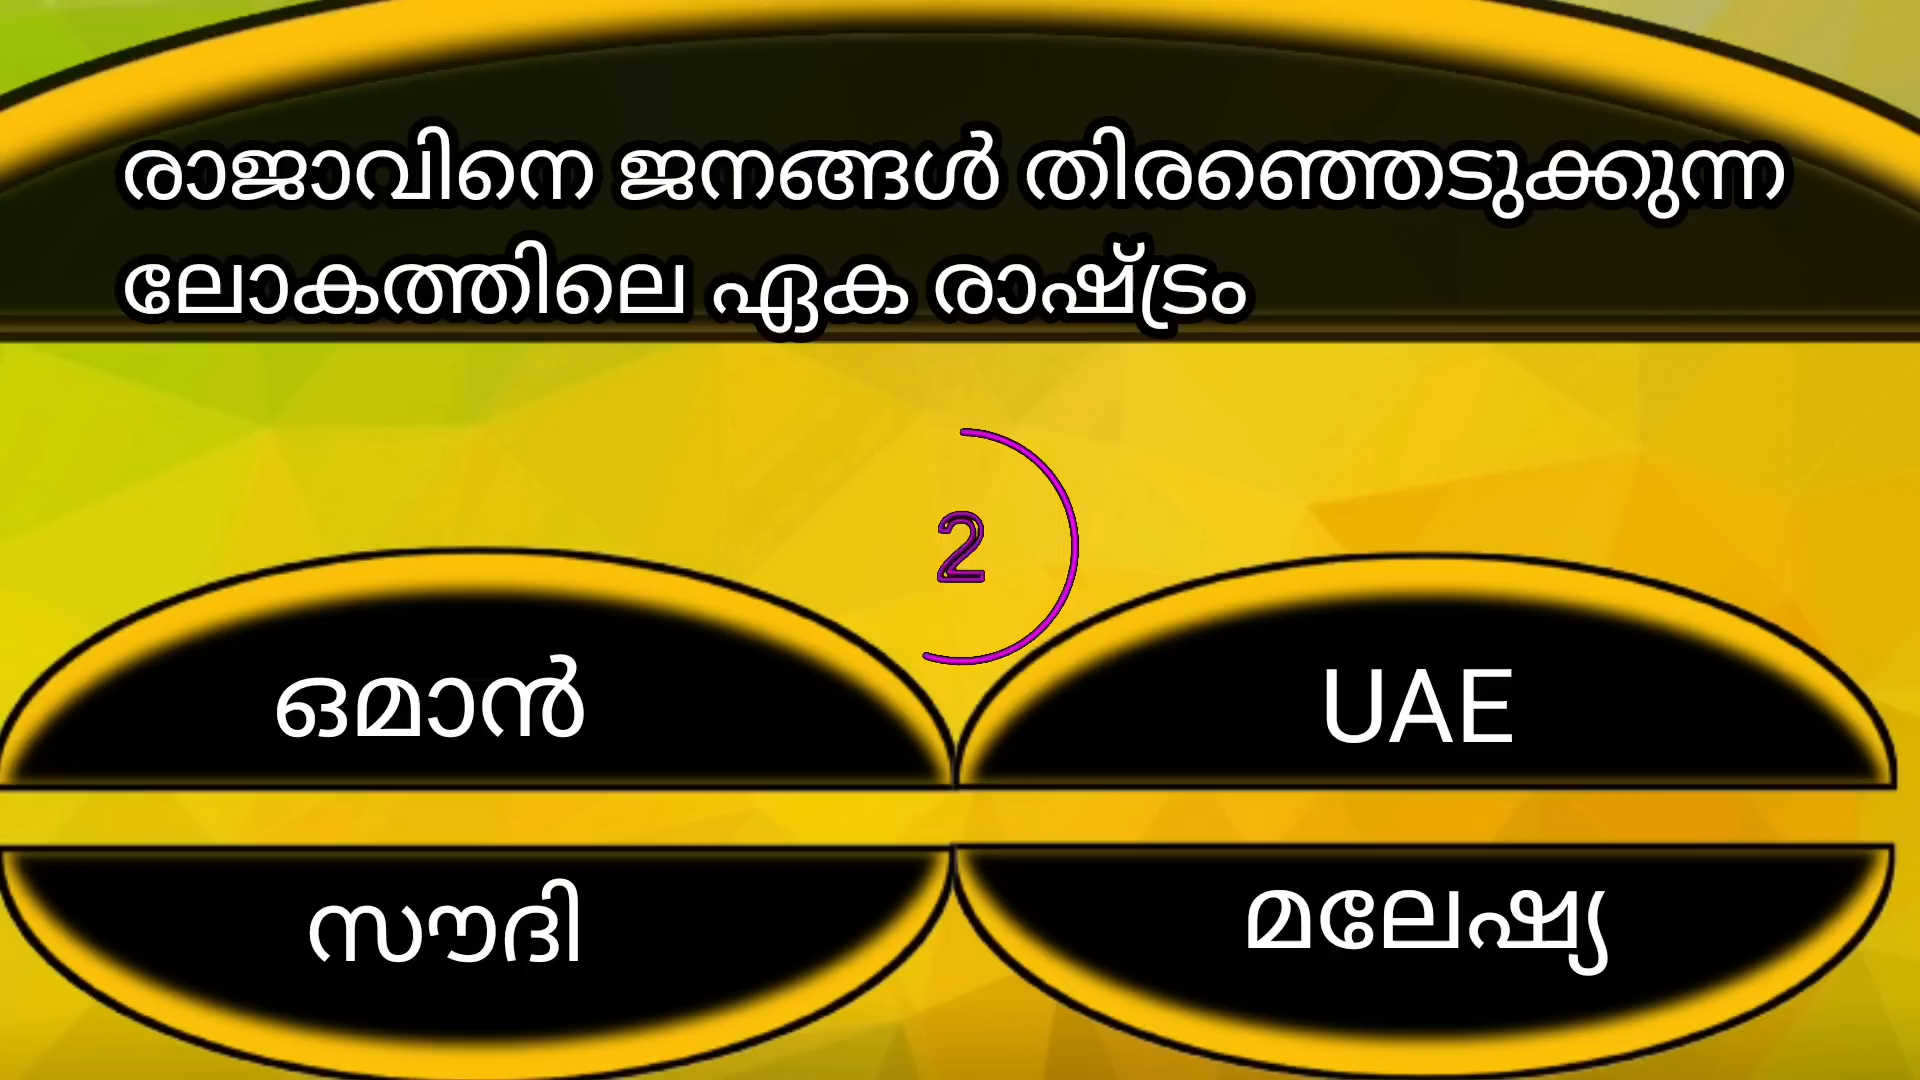 രാജാവിനെ ജനങ്ങൾ തിരഞ്ഞെടുക്കുന്ന
ലോകത്തിലെ ഏക രാഷ്ട്രം
2
ഒമാൻ
UAE
സൗദി
മലേഷ്യ